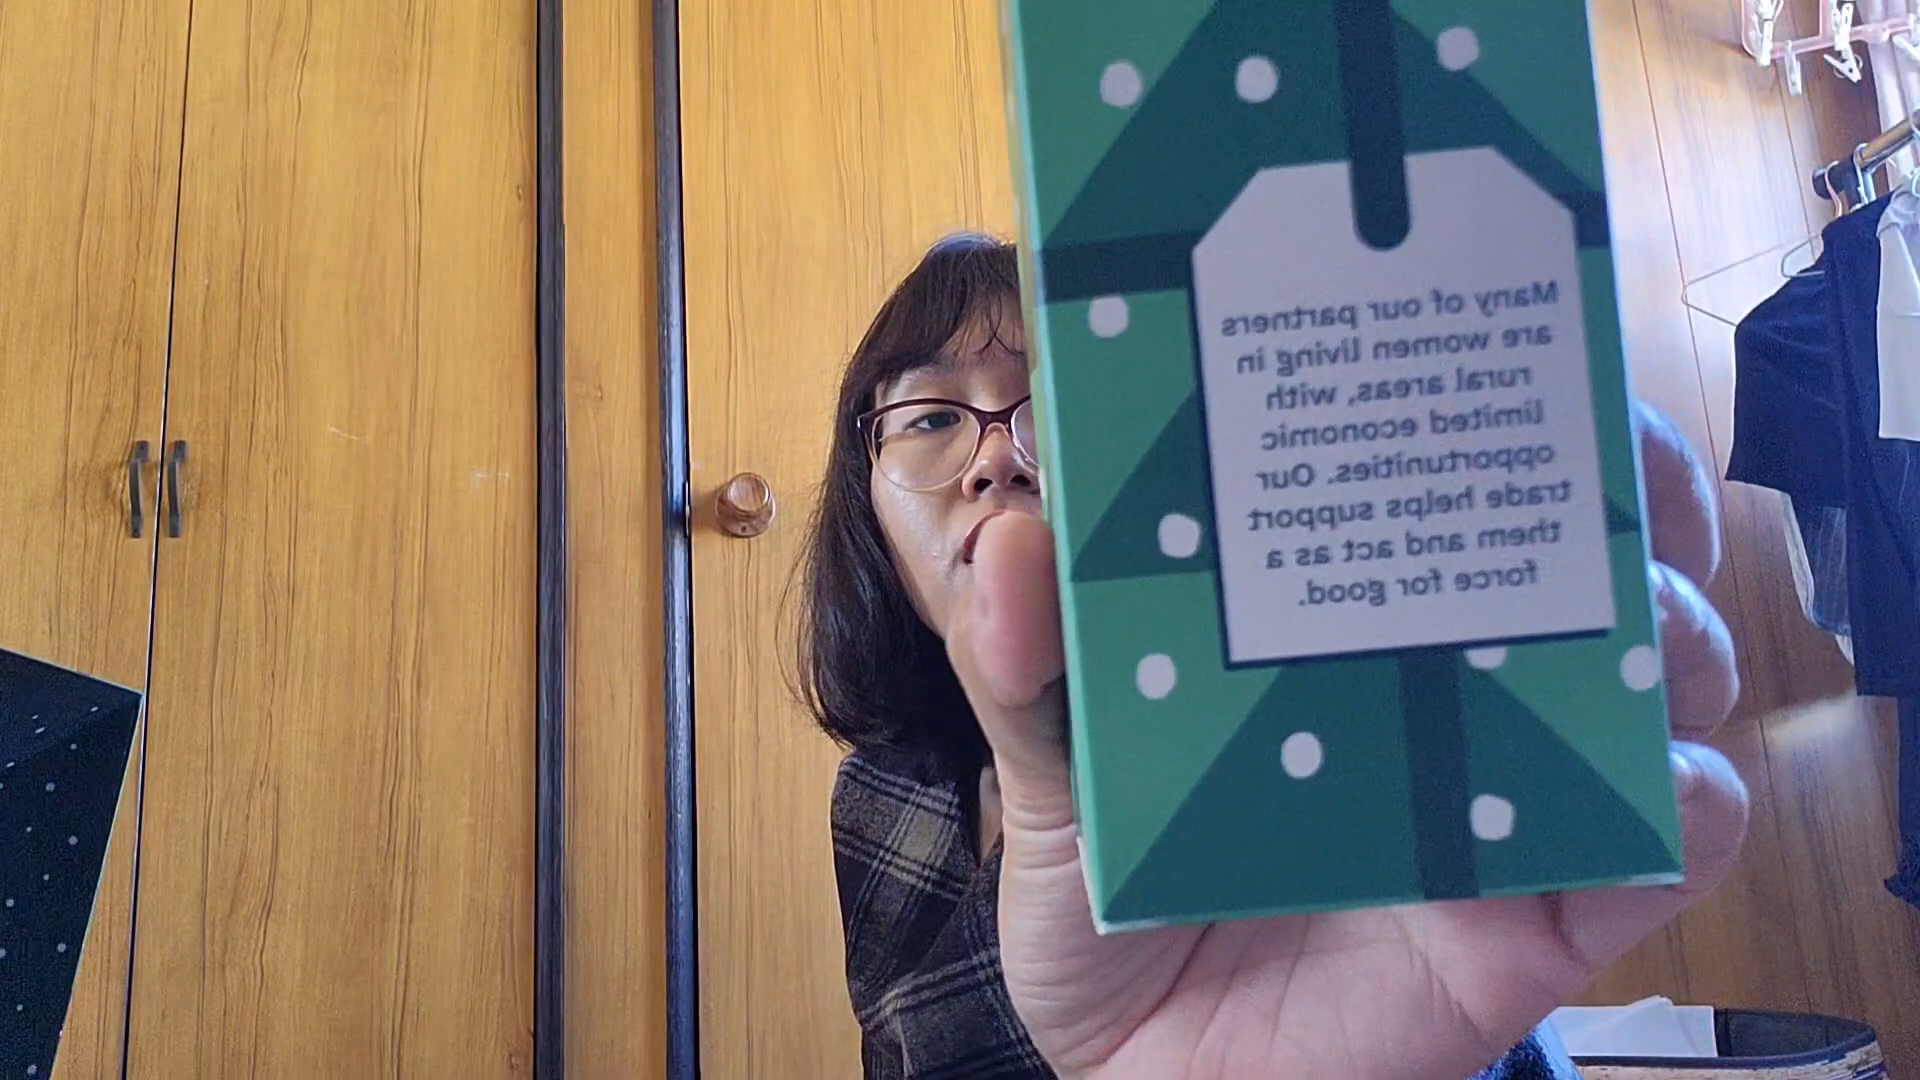 Many of our partners
are women living in
rural areas, with
limited economic
opportunities. Our
trade helps support
them and act as a
force for good.